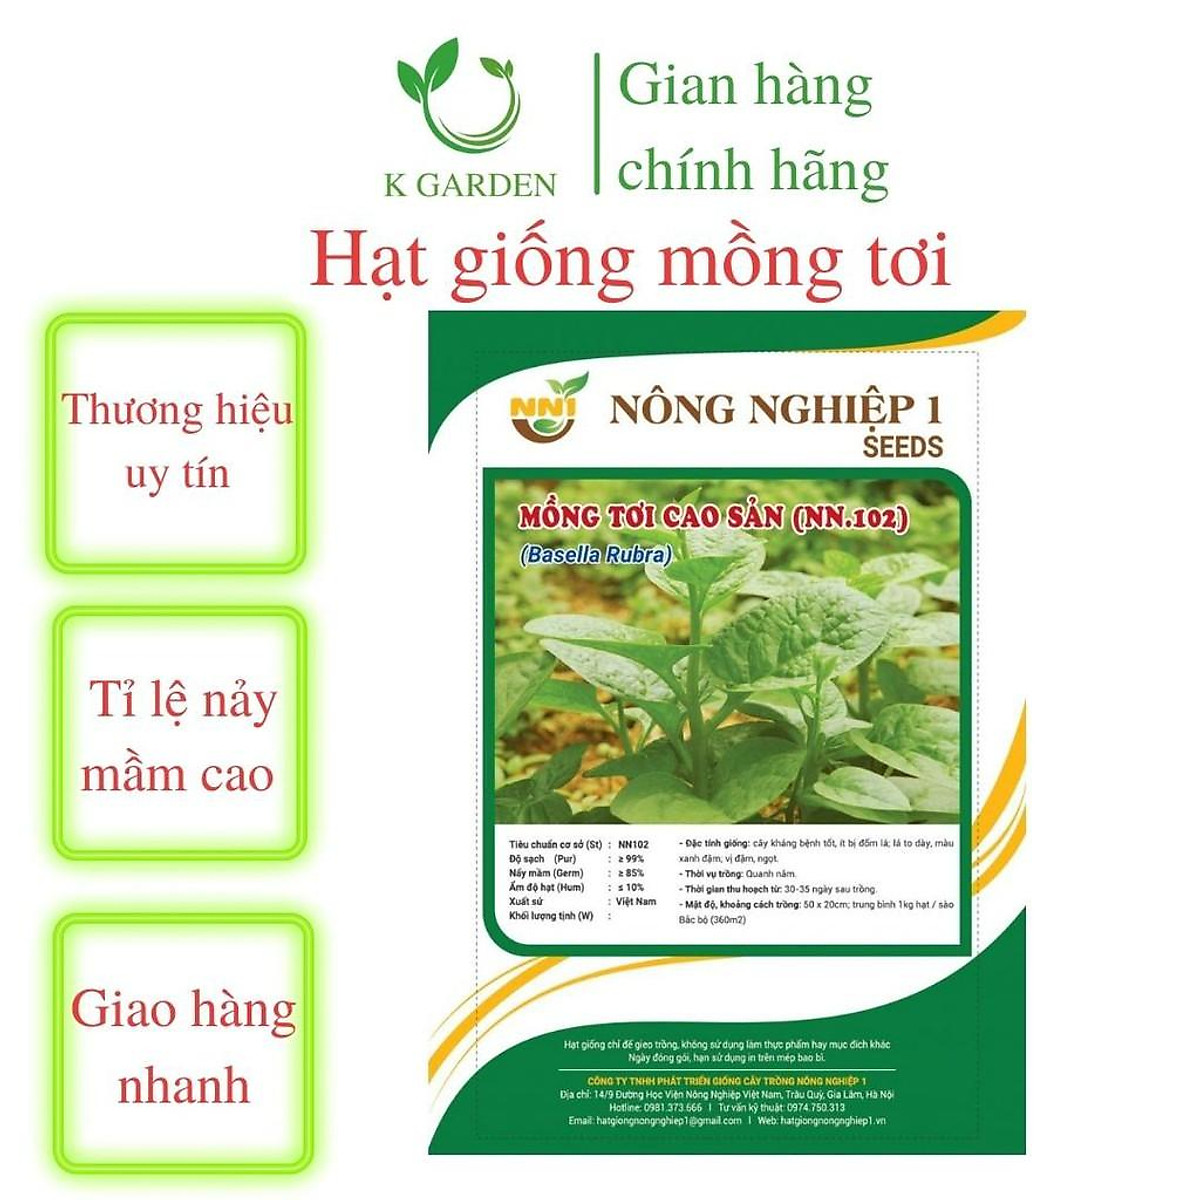 K GARDEN
Gian hàng
chính hãng
Hạt giống mồng tơi
Thương hiệu
uy tín
Tỉ lệ nảy
mầm cao
Giao hàng
nhanh
NN1
NÔNG NGHIỆP 1
SEEDS
MỒNG TƠI CAO SẢN (NN.102)
(Basella Rubra)
Tiêu chuẩn cơ sở (St) : NN102
Độ sạch (Pur) : ≥ 99%
Nảy mầm (Germ) : ≥ 85%
Ẩm độ hạt (Hum) : ≤ 10%
Xuất sứ : Việt Nam
Khối lượng tịnh (W) :
- Đặc tính giống: cây kháng bệnh tốt, ít bị đốm lá; lá to dày, màu
xanh đậm; vị đậm, ngọt.
- Thời vụ trồng: Quanh năm.
- Thời gian thu hoạch từ: 30-35 ngày sau trồng.
- Mật độ, khoảng cách trồng: 50 x 20cm; trung bình 1kg hạt / sào
Bắc bộ (360m2)
Hạt giống chỉ để gieo trồng, không sử dụng làm thực phẩm hay mục đích khác
Ngày đóng gói, hạn sử dụng in trên mép bao bì.
CÔNG TY TNHH PHÁT TRIỂN GIỐNG CÂY TRỒNG NÔNG NGHIỆP 1
Địa chỉ: 14/9 Đường Học Viện Nông Nghiệp Việt Nam, Trâu Quỳ, Gia Lâm, Hà Nội
Hotline: 0981.373.666 | Tư vấn kỹ thuật: 0974.750.313
Email: hatgiongnongnghiep1@gmail.com | Web: hatgiongnongnghiep1.vn